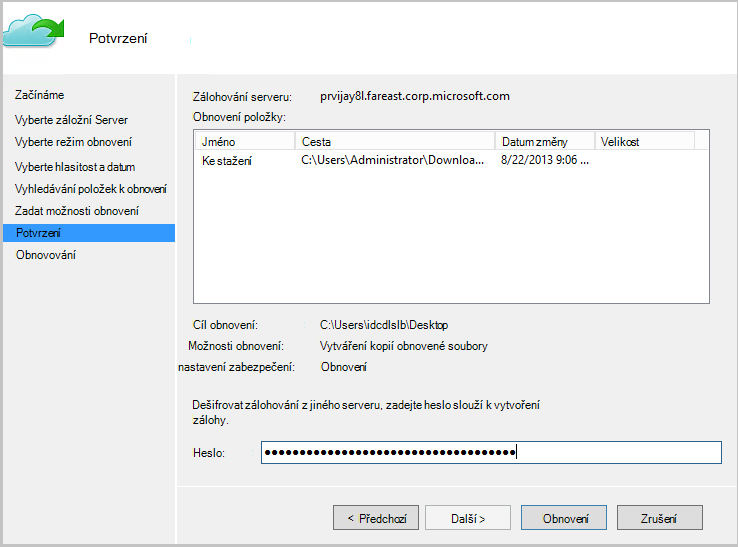 Potvrzení
Začínáme
Vyberte záložní Server
Vyberte režim obnovení
Vyberte hlasitost a datum
Vyhledávání položek k obnovení
Zadat možnosti obnovení
Potvrzení
Obnovování
Zálohování serveru: prvijay8l.fareast.corp.microsoft.com
Obnovení položky:
Jméno Cesta Datum změny Velikost
Ke stažení C:\Users\Administrator\Downloa... 8/22/2013 9:06 ...
Cíl obnovení: C:\Users\idcdlslb\Desktop
Možnosti obnovení: Vytváření kopií obnovené soubory
nastavení zabezpečení: Obnovení
Dešifrovat zálohování z jiného serveru, zadejte heslo slouží k vytvoření
zálohy.
Heslo: ●●●●●●●●●●●●●●●●●●●●●●●●●●●●●●●●●●●●
< Předchozí Další > Obnovení Zrušení